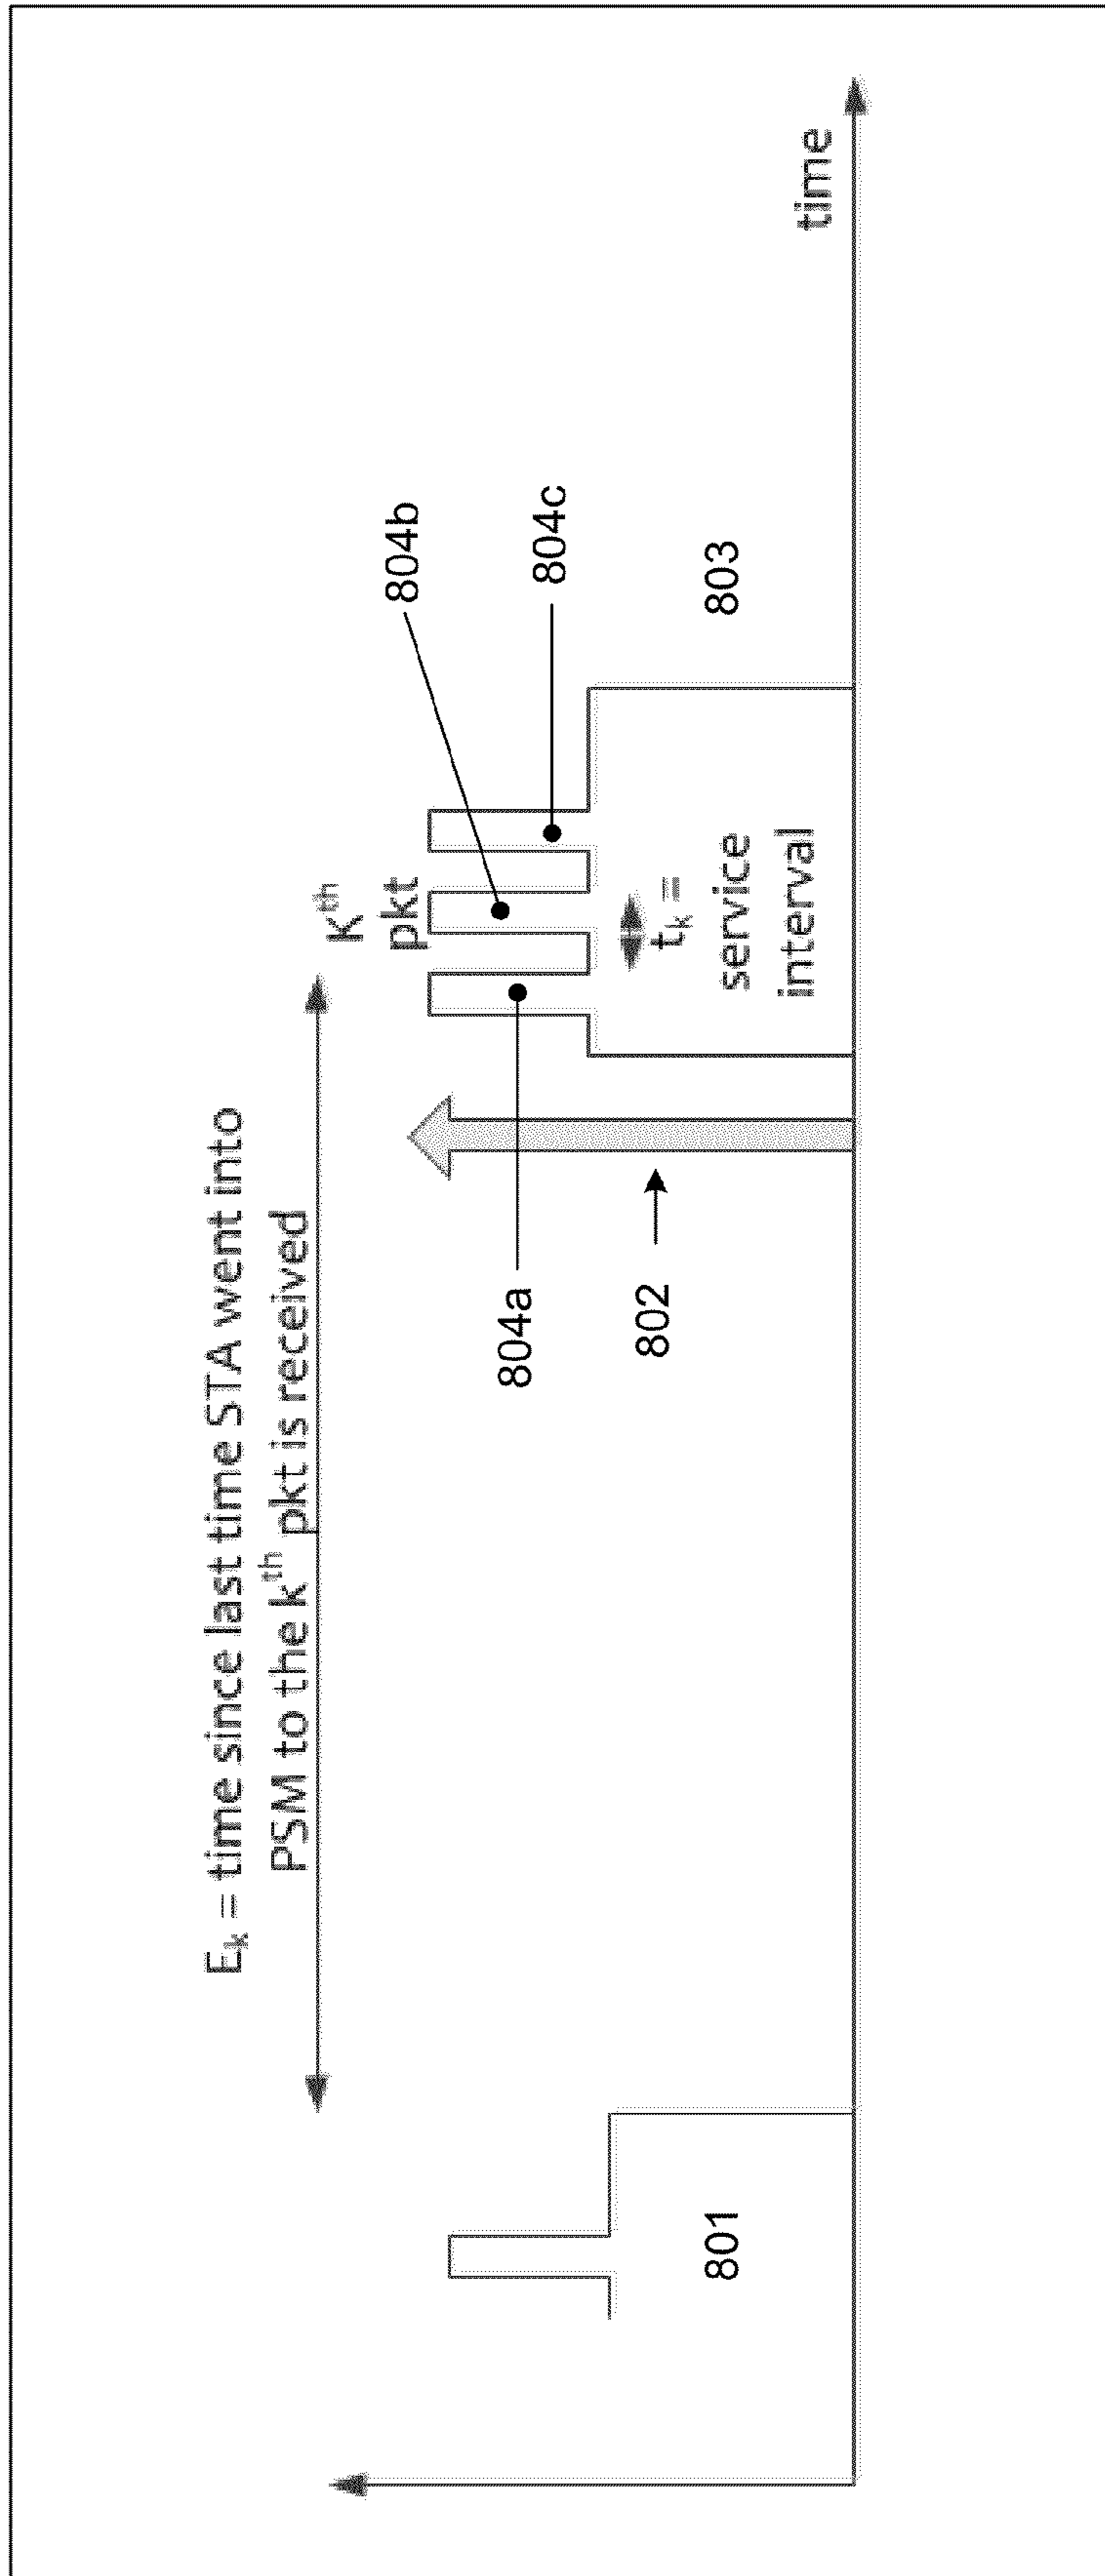 E_k = time since last time STA went into
PSM to the k^th pkt is received
K^th
pkt
804b
804c
804a
802
t_k =
service
interval
803
801
time